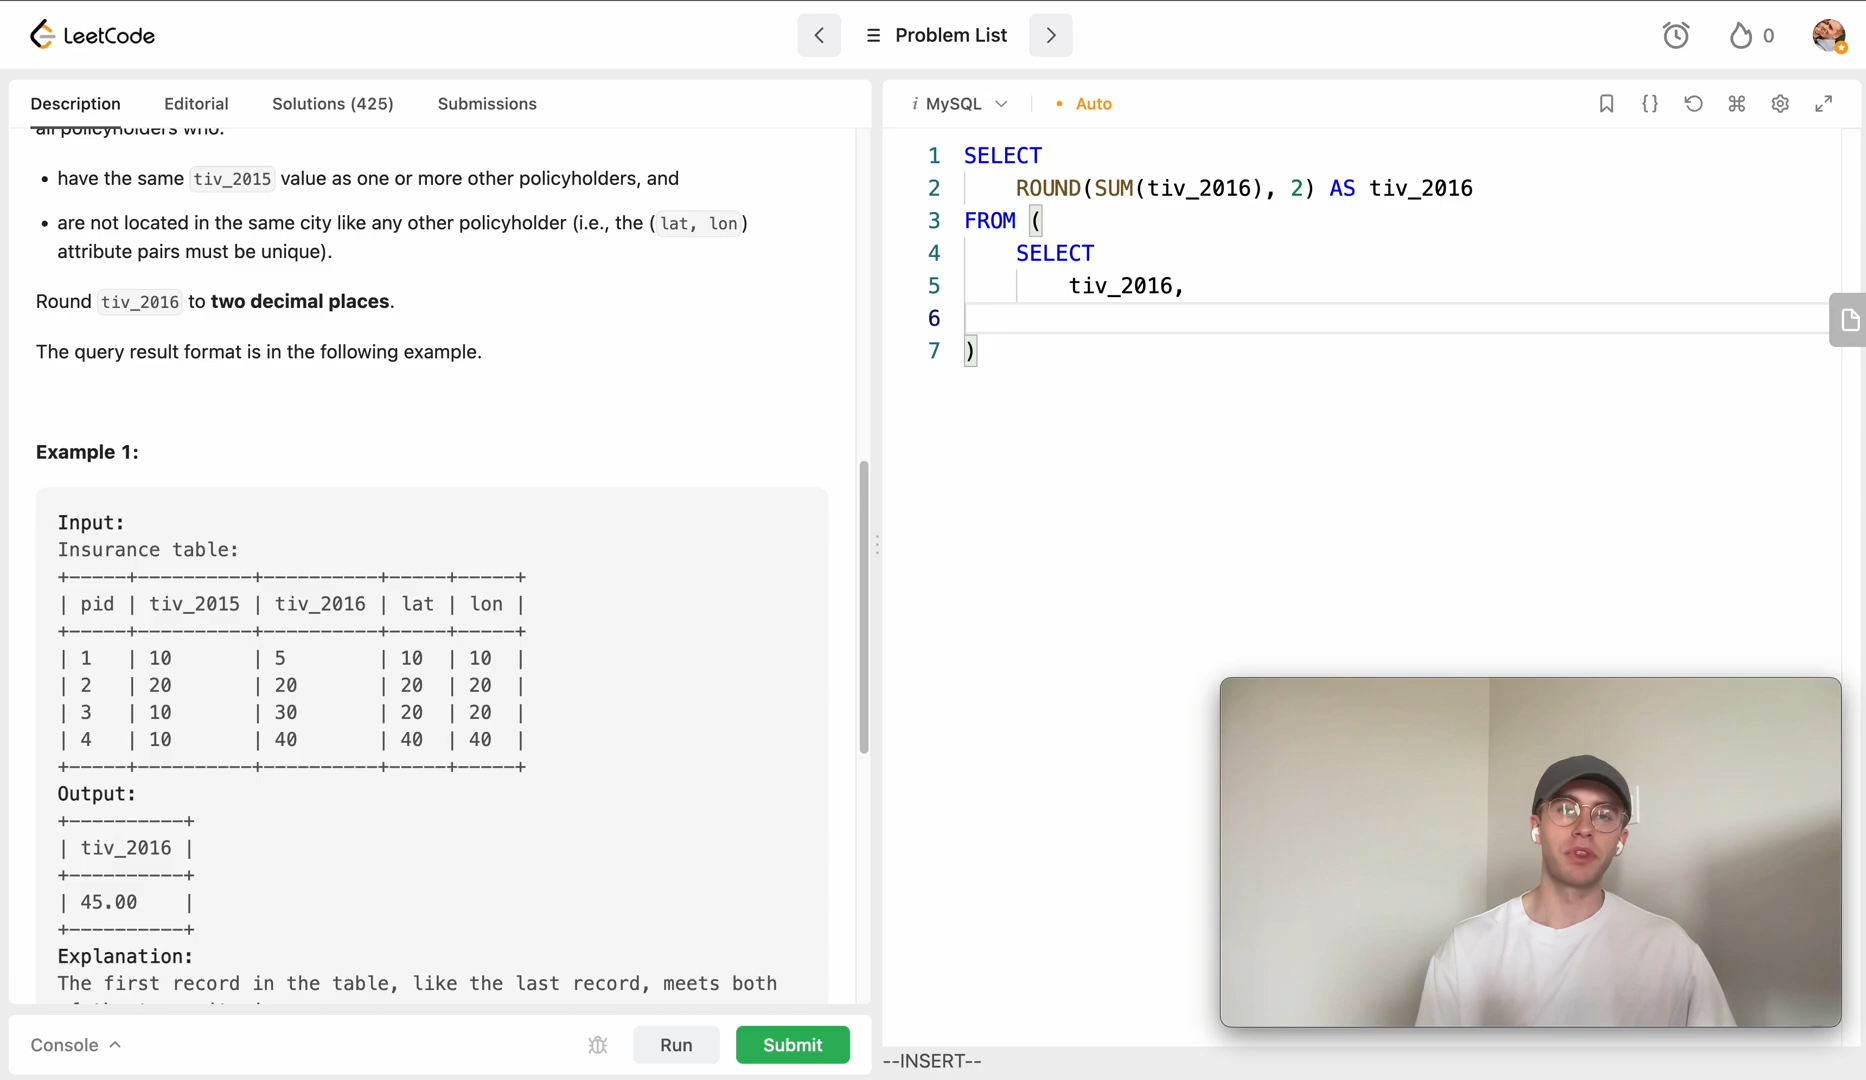 LeetCode
Problem List
0
Description Editorial Solutions (425) Submissions
all policyholders who:
• have the same tiv_2015 value as one or more other policyholders, and
• are not located in the same city like any other policyholder (i.e., the (lat, lon)
attribute pairs must be unique).
Round tiv_2016 to two decimal places.
The query result format is in the following example.
Example 1:
Input:
Insurance table:
+-----+----------+----------+-----+-----+
| pid | tiv_2015 | tiv_2016 | lat | lon |
+-----+----------+----------+-----+-----+
| 1   | 10       | 5        | 10  | 10  |
| 2   | 20       | 20       | 20  | 20  |
| 3   | 10       | 30       | 20  | 20  |
| 4   | 10       | 40       | 40  | 40  |
+-----+----------+----------+-----+-----+
Output:
+----------+
| tiv_2016 |
+----------+
| 45.00    |
+----------+
Explanation:
The first record in the table, like the last record, meets both
Console
Run
Submit
i MySQL
• Auto
1 SELECT
2     ROUND(SUM(tiv_2016), 2) AS tiv_2016
3 FROM (
4     SELECT
5         tiv_2016,
6
7 )
--INSERT--